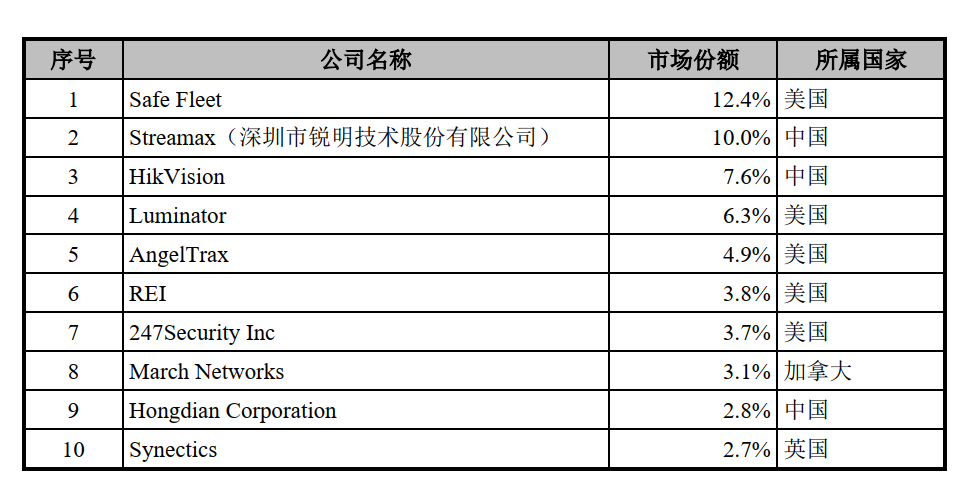 序号 公司名称 市场份额 所属国家
1 Safe Fleet 12.4% 美国
2 Streamax（深圳市锐明技术股份有限公司） 10.0% 中国
3 HikVision 7.6% 中国
4 Luminator 6.3% 美国
5 AngelTrax 4.9% 美国
6 REI 3.8% 美国
7 247Security Inc 3.7% 美国
8 March Networks 3.1% 加拿大
9 Hongdian Corporation 2.8% 中国
10 Synectics 2.7% 英国